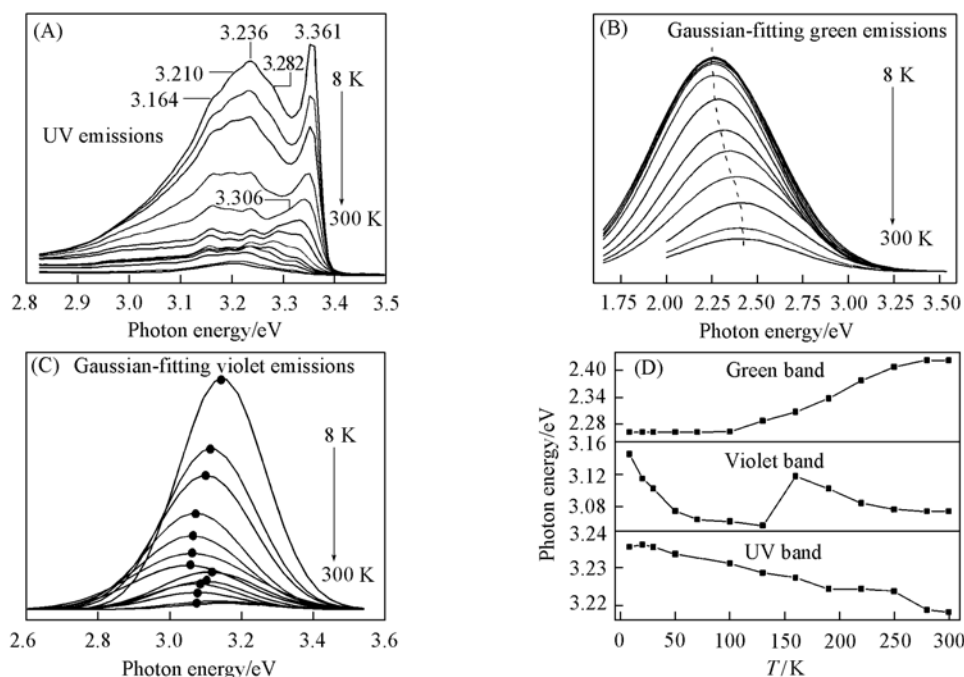 (A)
3.236
3.361
3.210
3.282
3.164
8 K
UV emissions
3.306
300 K
2.8 2.9 3.0 3.1 3.2 3.3 3.4 3.5
Photon energy/eV
(B)
Gaussian-fitting green emissions
8 K
300 K
1.75 2.00 2.25 2.50 2.75 3.00 3.25 3.50
Photon energy/eV
(C)
Gaussian-fitting violet emissions
8 K
300 K
2.6 2.8 3.0 3.2 3.4 3.6
Photon energy/eV
(D)
Green band
2.40
2.34
2.28
3.16
Violet band
3.12
3.08
3.24
UV band
3.23
3.22
Photon energy/eV
0 50 100 150 200 250 300
T/K